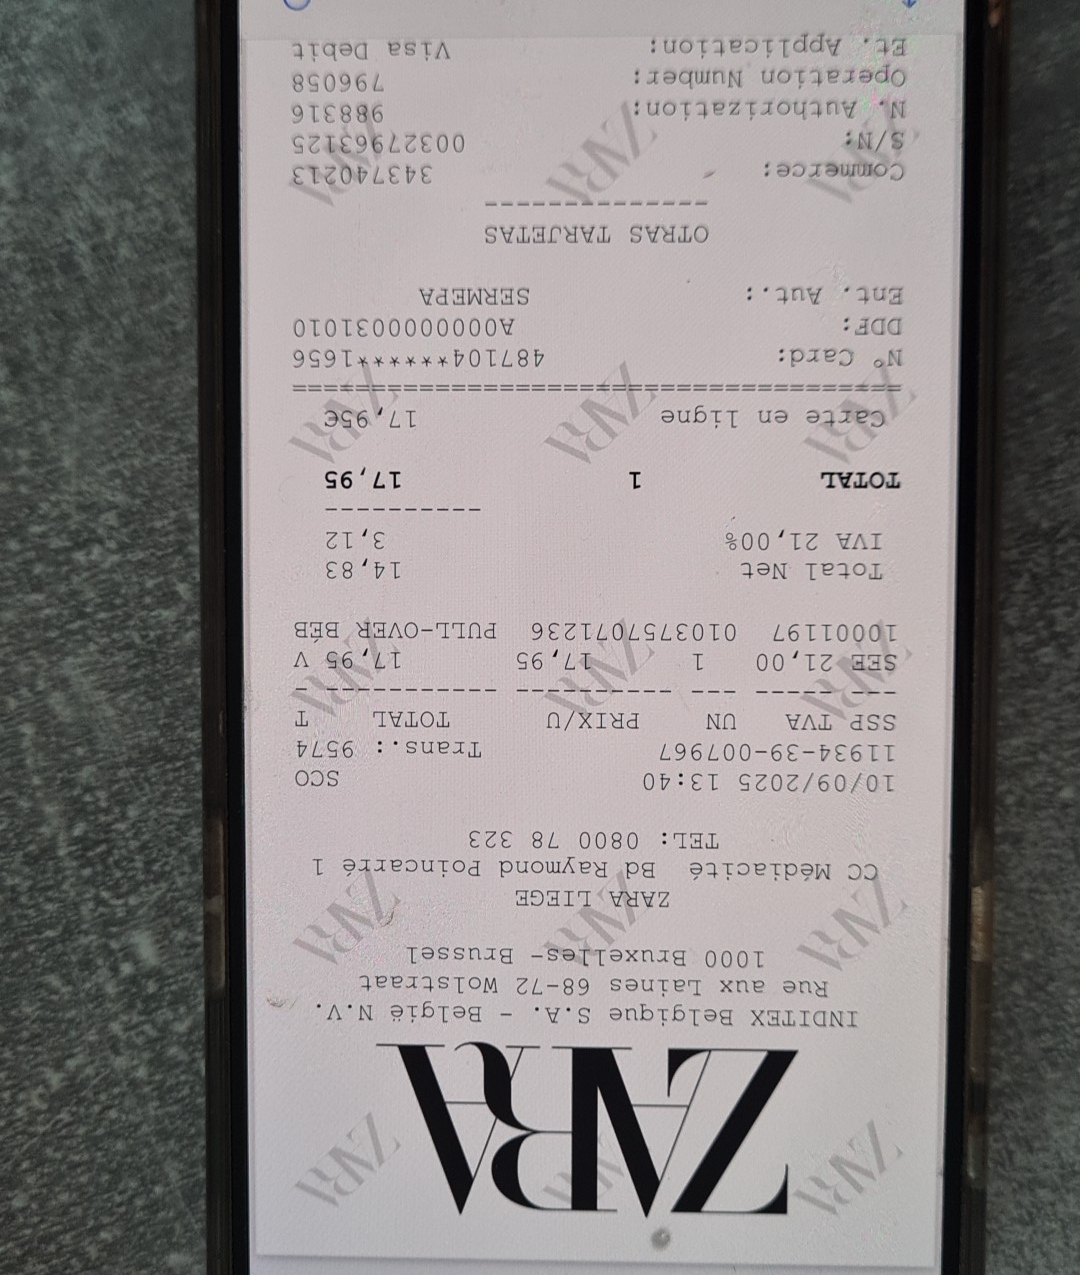 ZARA
INDITEX Belgique S.A. - België N.V.
Rue aux Laines 68-72 Wolstraat
1000 Bruxelles- Brussel
ZARA LIEGE
CC Médiacité Bd Raymond Poincarré 1
TEL: 0800 78 323
10/09/2025 13:40 SCO
11934-39-007967 Trans.: 9574
SSP TVA UN PRIX/U TOTAL T
--- ----- --- ---------- ----------- -
SEE 21,00 1 17,95 17,95 V
10001197 01037570712​36 PULL-OVER BÉB
Total Net 14,83
IVA 21,00% 3,12
----------
TOTAL 1 17,95
Carte en ligne 17,95€
=======================================
Nº Card: 487104*******1656
DDF: A0000000031010
Ent. Aut.: SERMEPA
OTRAS TARJETAS
--------------
Commerce: 343740213
S/N: 00327963125
N. Authorización: 988316
Operation Number: 796058
Et. Application: Visa Debit